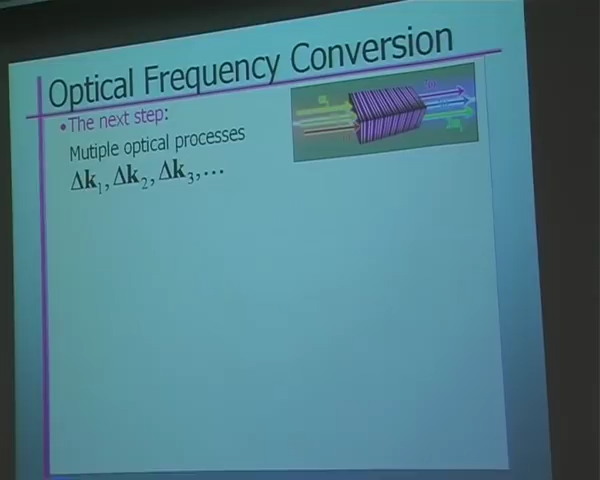 Optical Frequency Conversion
•The next step:
Mutiple optical processes
Δk₁, Δk₂, Δk₃,...